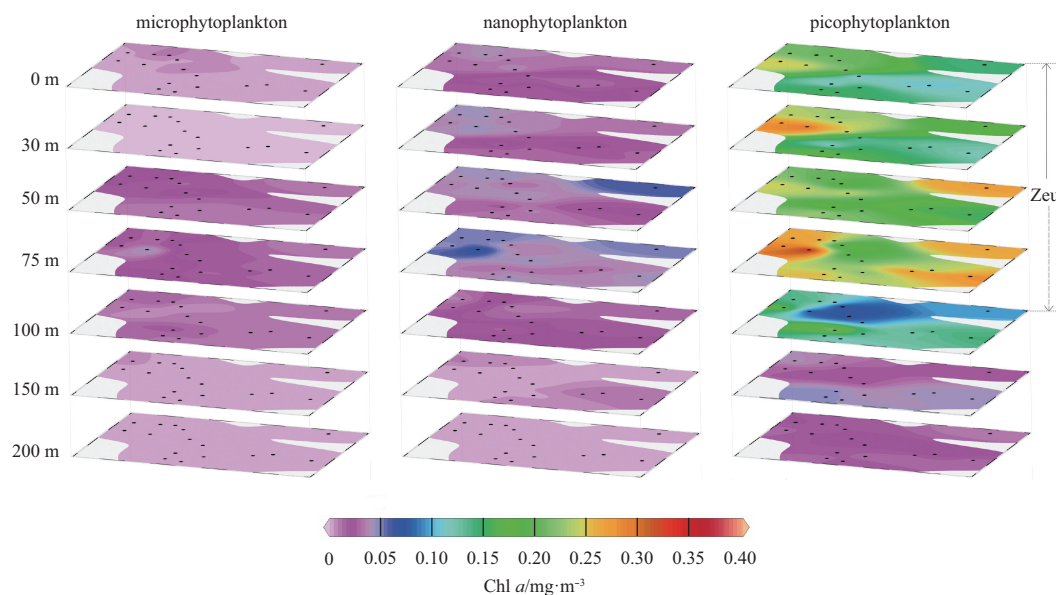 microphytoplankton nanophytoplankton picophytoplankton
0 m
30 m
50 m
Zeu
75 m
100 m
150 m
200 m
0 0.05 0.10 0.15 0.20 0.25 0.30 0.35 0.40
Chl a/mg·m⁻³